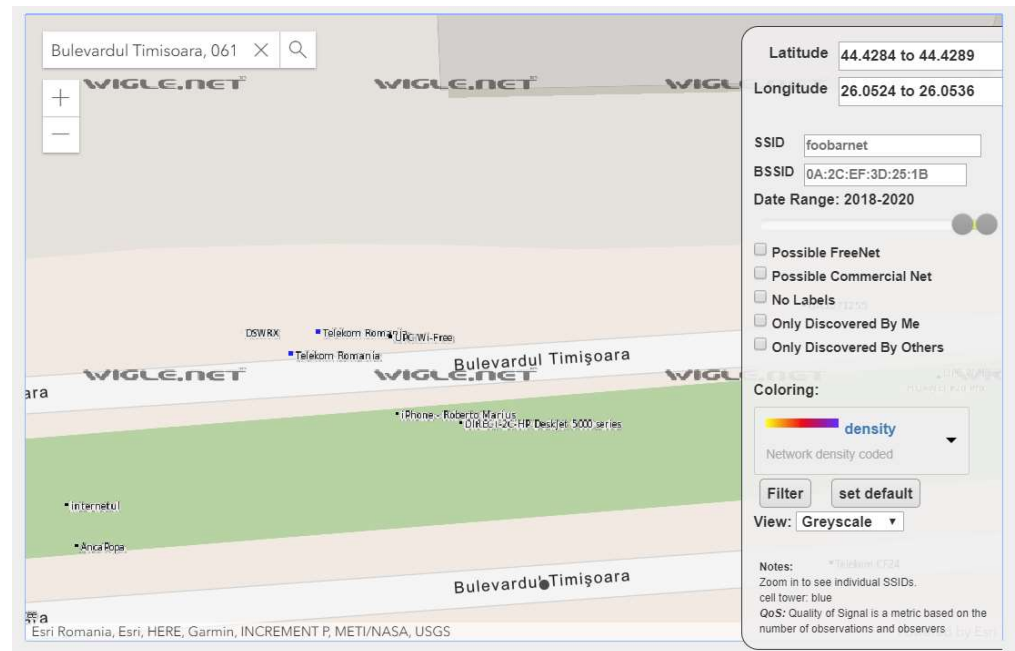 Bulevardul Timisoara, 061
WIGLE.NET WIGLE.NET
Latitude 44.4284 to 44.4289
Longitude 26.0524 to 26.0536
SSID foobarnet
BSSID 0A:2C:EF:3D:25:1B
Date Range: 2018-2020
Possible FreeNet
Possible Commercial Net
No Labels
Only Discovered By Me
Only Discovered By Others
DSWRX
Telekom Romania
UPC Wi-Free
Telekom Romania
Bulevardul Timişoara
WIGLE.NET WIGLE.NET
ara
Coloring:
density
Network density coded
iPhone - Roberto Marius
DIRECT-2C-HP DeskJet 5000 series
Filter
set default
View: Greyscale
internetul
Anca Popa
Bulevardul Timişoara
Notes:
Zoom in to see individual SSIDs.
cell tower: blue
QoS: Quality of Signal is a metric based on the
number of observations and observers
Telekom CF24
Esri Romania, Esri, HERE, Garmin, INCREMENT P, METI/NASA, USGS